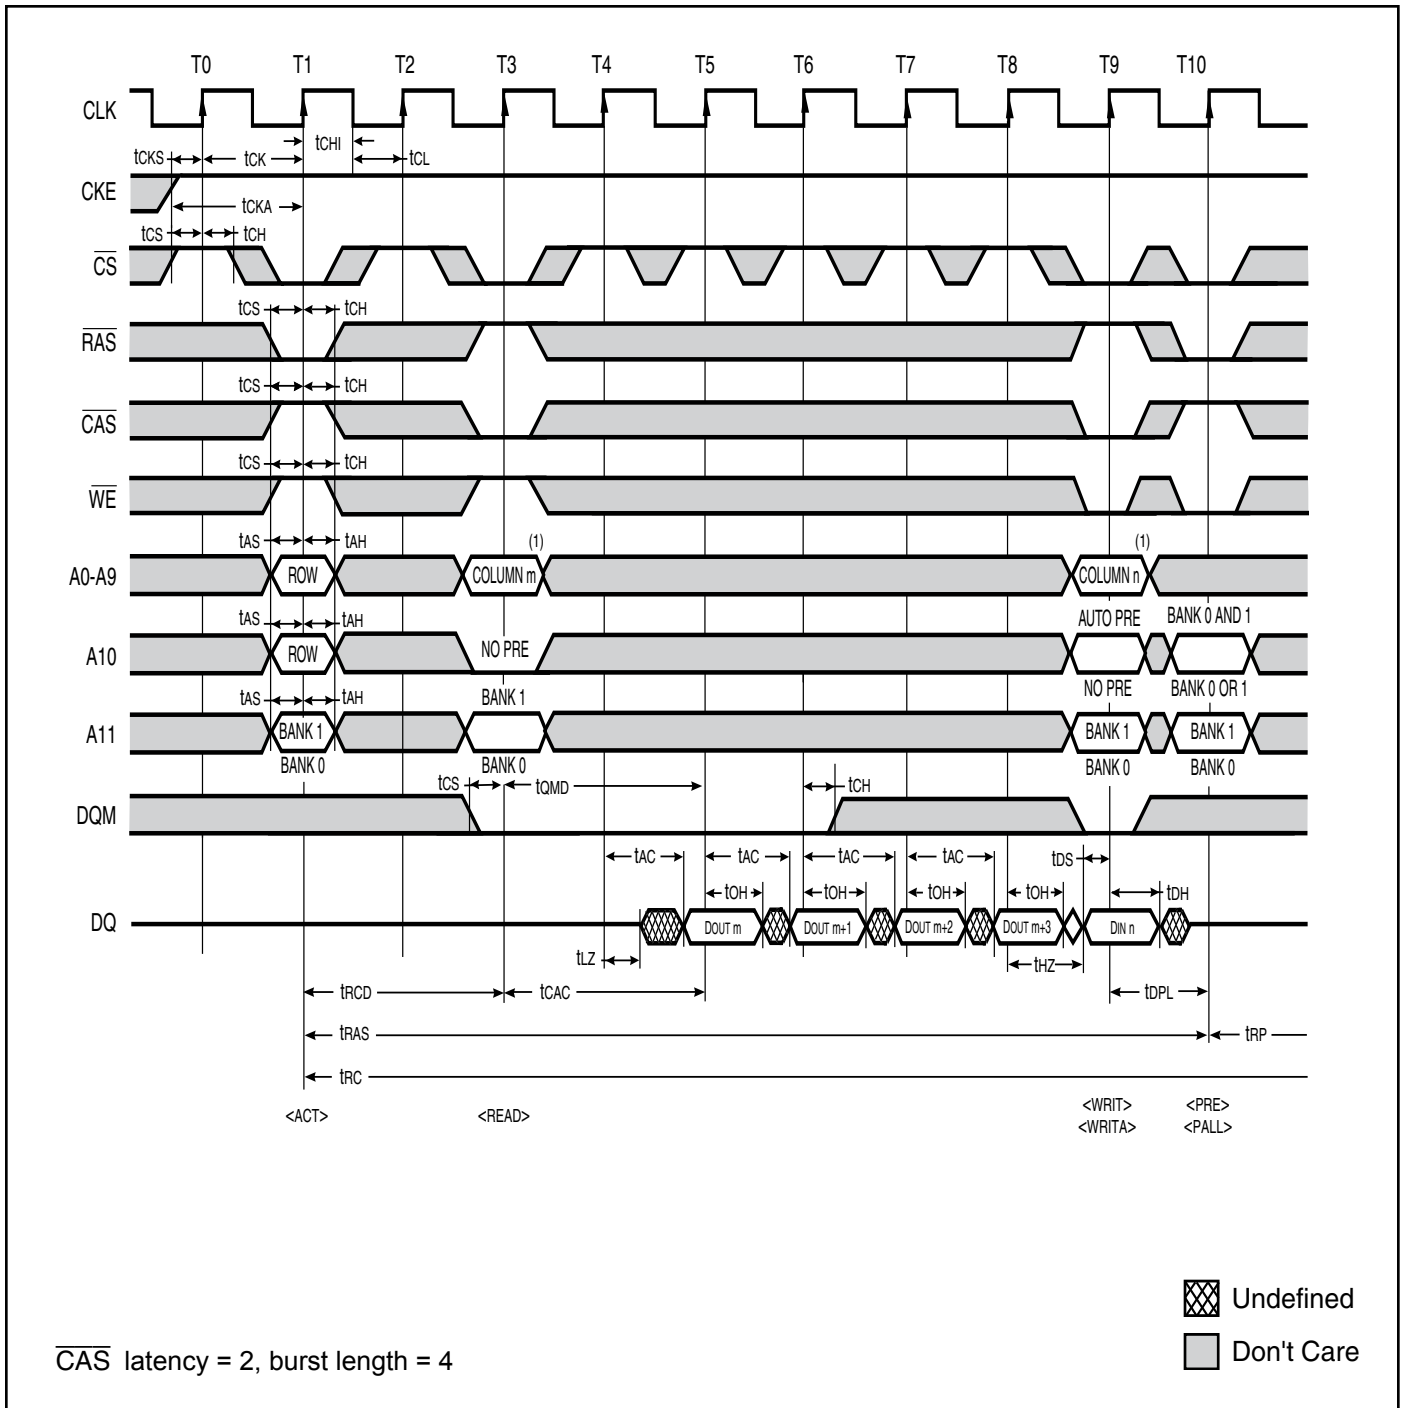 T0 T1 T2 T3 T4 T5 T6 T7 T8 T9 T10
CLK
tCHI
tCKS tCK tCL
CKE
tCKA
tCS tCH
CS
tCS tCH
RAS
tCS tCH
CAS
tCS tCH
WE
tAS tAH (1) (1)
A0-A9 ROW COLUMN m COLUMN n
tAS tAH AUTO PRE BANK 0 AND 1
A10 ROW NO PRE
tAS tAH BANK 1 NO PRE BANK 0 OR 1
A11 BANK 1 BANK 1 BANK 1
BANK 0 BANK 0 BANK 0 BANK 0
tCS tQMD tCH
DQM
tAC tAC tAC tAC tDS
tOH tOH tOH tOH tDH
DQ DOUT m DOUT m+1 DOUT m+2 DOUT m+3 DIN n
tLZ tHZ
tRCD tCAC tDPL
tRAS tRP
tRC
<ACT> <READ> <WRIT> <PRE>
<WRITA> <PALL>
Undefined
Don't Care
CAS latency = 2, burst length = 4